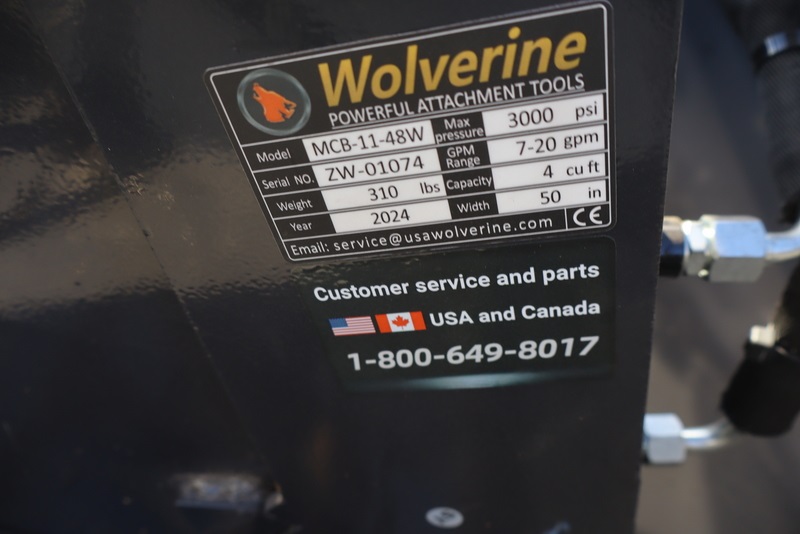 Wolverine
POWERFUL ATTACHMENT TOOLS
Model MCB-11-48W Max pressure 3000 psi
Serial NO. ZW-01074 GPM Range 7-20 gpm
Weight 310 lbs Capacity 4 cu ft
Year 2024 Width 50 in
Email: service@usawolverine.com CE
Customer service and parts
USA and Canada
1-800-649-8017